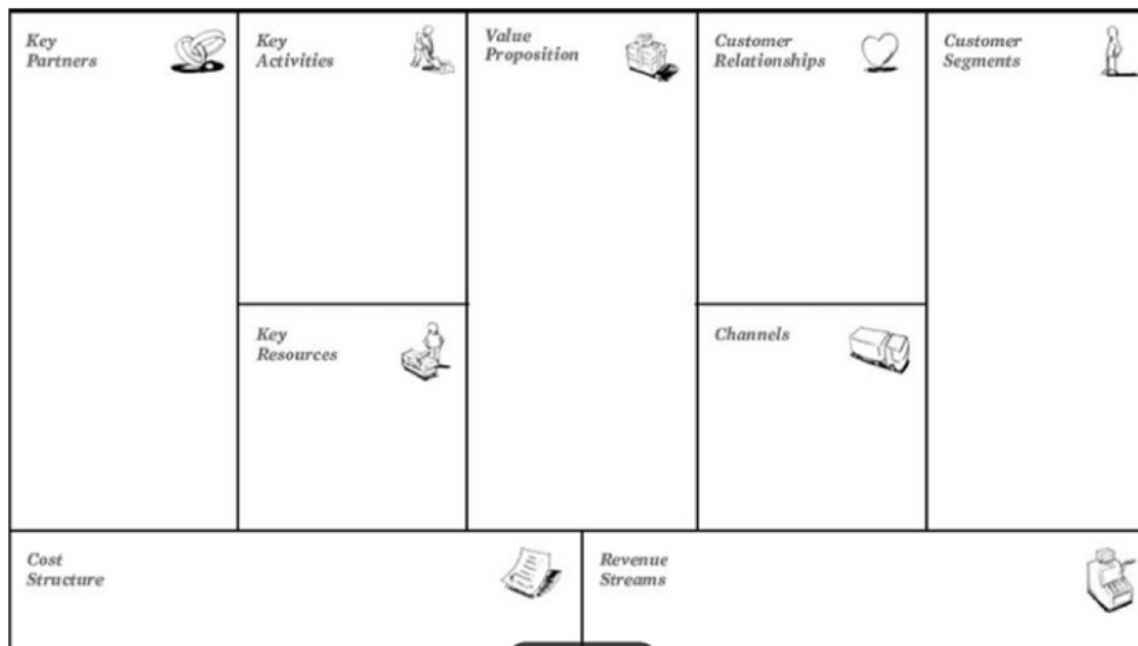 Key
Partners
Key
Activities
Value
Proposition
Customer
Relationships
Customer
Segments
Key
Resources
Channels
Cost
Structure
Revenue
Streams